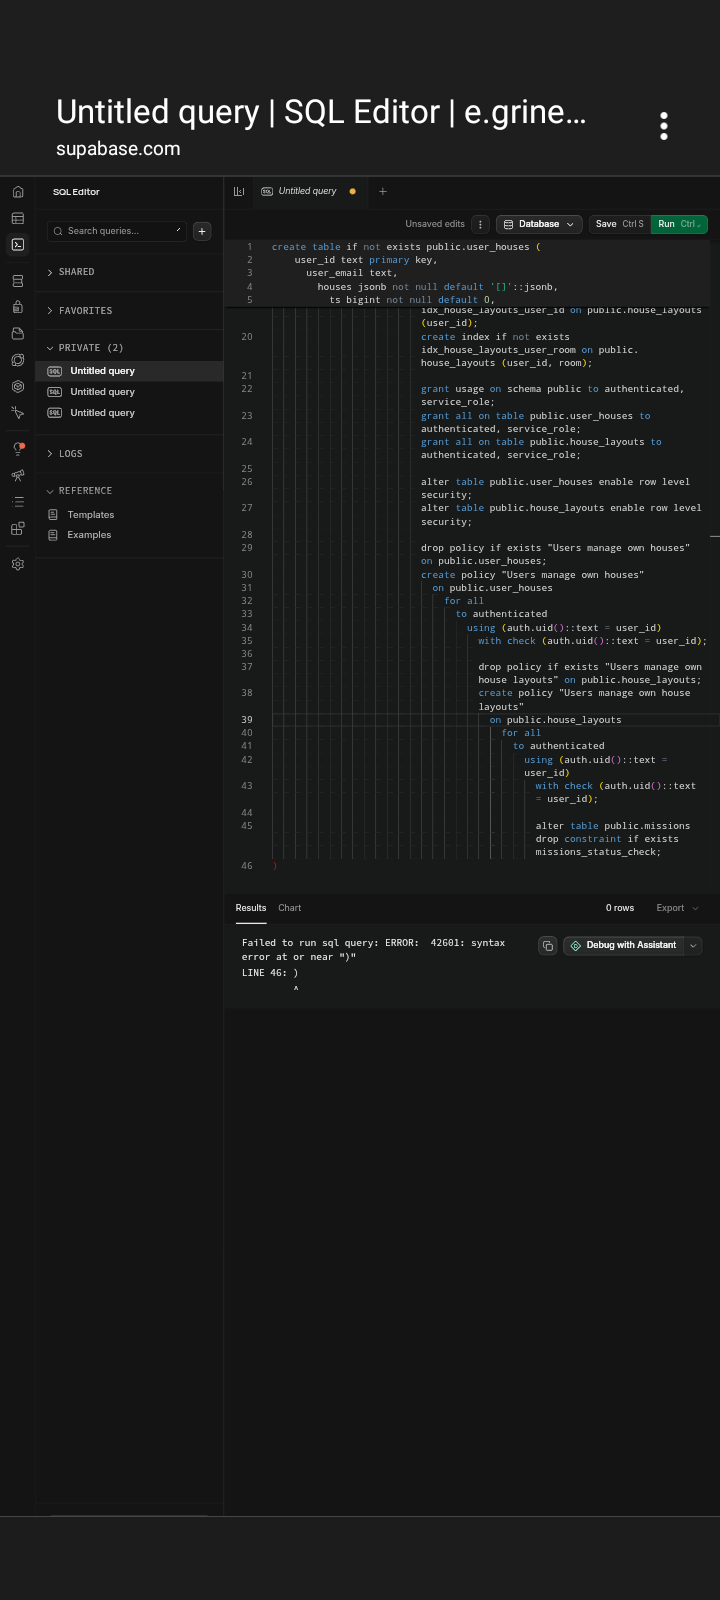 Untitled query | SQL Editor | e.grine...
supabase.com
SQL Editor
Untitled query
Search queries...
Unsaved edits
Database
Save Ctrl S
Run Ctrl
SHARED
FAVORITES
PRIVATE (2)
Untitled query
Untitled query
Untitled query
LOGS
REFERENCE
Templates
Examples
1 create table if not exists public.user_houses (
2 user_id text primary key,
3 user_email text,
4 houses jsonb not null default '[]'::jsonb,
5 ts bigint not null default 0,
idx_house_layouts_user_id on public.house_layouts
(user_id);
20 create index if not exists
idx_house_layouts_user_room on public.
house_layouts (user_id, room);
21
22 grant usage on schema public to authenticated,
service_role;
23 grant all on table public.user_houses to
authenticated, service_role;
24 grant all on table public.house_layouts to
authenticated, service_role;
25
26 alter table public.user_houses enable row level
security;
27 alter table public.house_layouts enable row level
security;
28
29 drop policy if exists "Users manage own houses"
on public.user_houses;
30 create policy "Users manage own houses"
31 on public.user_houses
32 for all
33 to authenticated
34 using (auth.uid()::text = user_id)
35 with check (auth.uid()::text = user_id);
36
37 drop policy if exists "Users manage own
house layouts" on public.house_layouts;
38 create policy "Users manage own house
layouts"
39 on public.house_layouts
40 for all
41 to authenticated
42 using (auth.uid()::text =
user_id)
43 with check (auth.uid()::text
= user_id);
44
45 alter table public.missions
drop constraint if exists
missions_status_check;
46 )
Results
Chart
0 rows
Export
Failed to run sql query: ERROR: 42601: syntax
error at or near ")"
LINE 46: )
^
Debug with Assistant